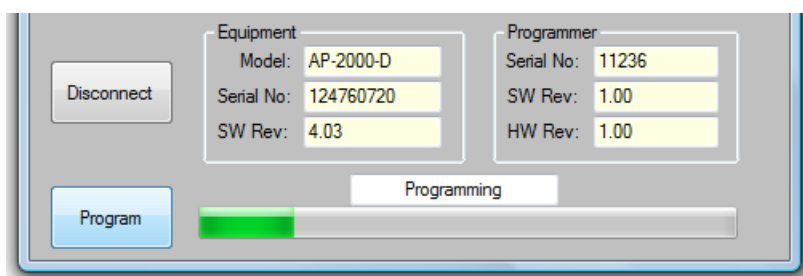 Equipment
Model: AP-2000-D
Serial No: 124760720
SW Rev: 4.03
Programmer
Serial No: 11236
SW Rev: 1.00
HW Rev: 1.00
Disconnect
Programming
Program